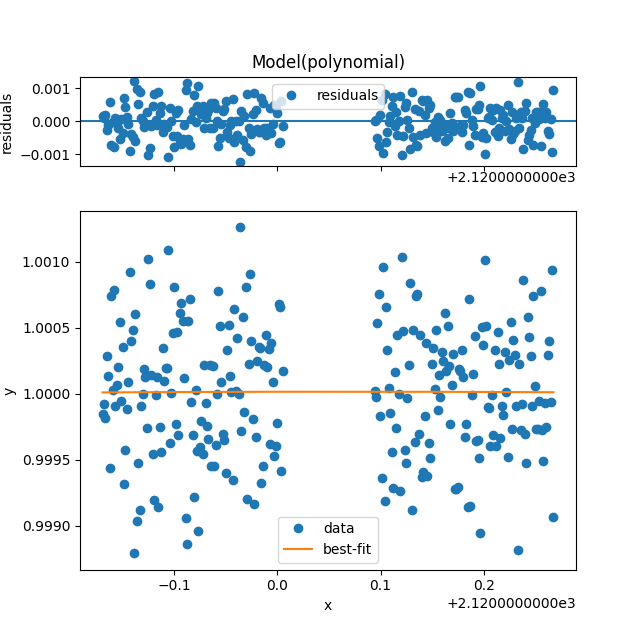 Model(polynomial)
0.001
0.000
−0.001
residuals
residuals
+2.1200000000e3
1.0010
1.0005
1.0000
0.9995
0.9990
y
data
best-fit
−0.1
0.0
0.1
0.2
x
+2.1200000000e3